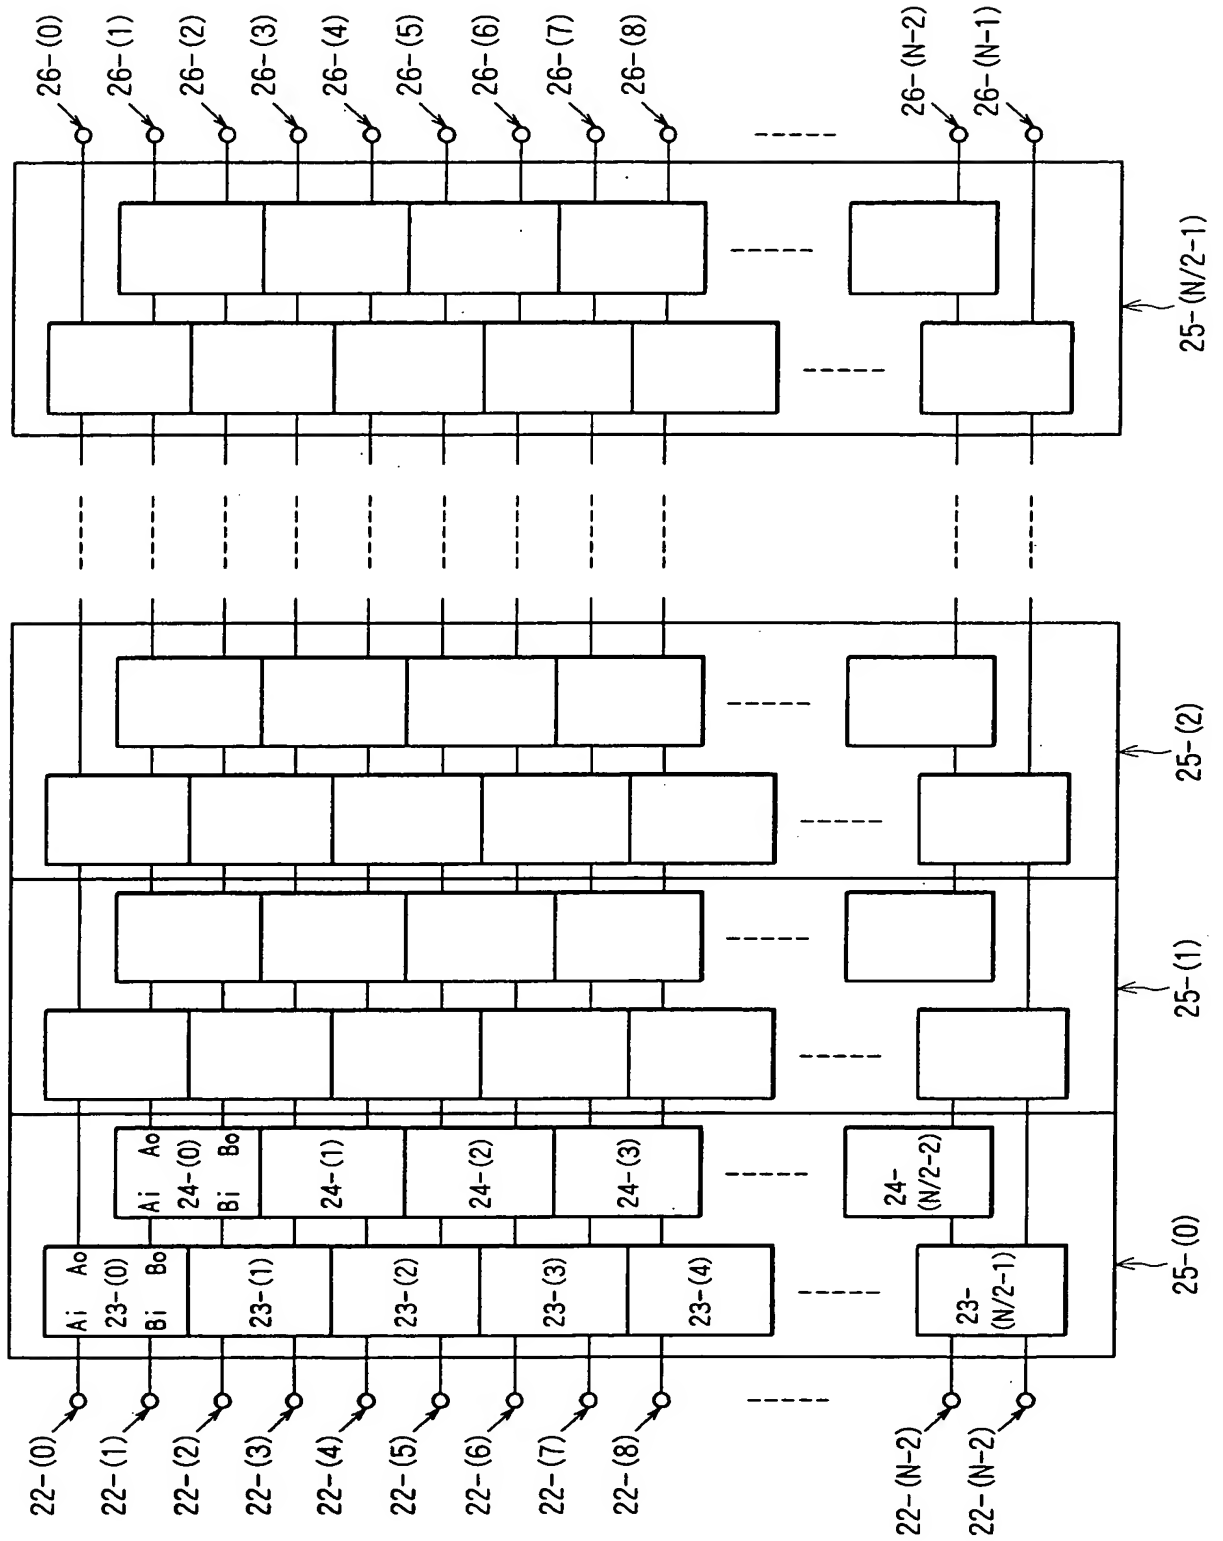 26-(0)
26-(1)
26-(2)
26-(3)
26-(4)
26-(5)
26-(6)
26-(7)
26-(8)
26-(N-2)
26-(N-1)
25-(N/2-1)
25-(2)
25-(1)
25-(0)
Ai Ao
23-(0)
Bi Bo
23-(1)
23-(2)
23-(3)
23-(4)
23-
(N/2-1)
Ai Ao
24-(0)
Bi Bo
24-(1)
24-(2)
24-(3)
24-
(N/2-2)
22-(0)
22-(1)
22-(2)
22-(3)
22-(4)
22-(5)
22-(6)
22-(7)
22-(8)
22-(N-2)
22-(N-2)